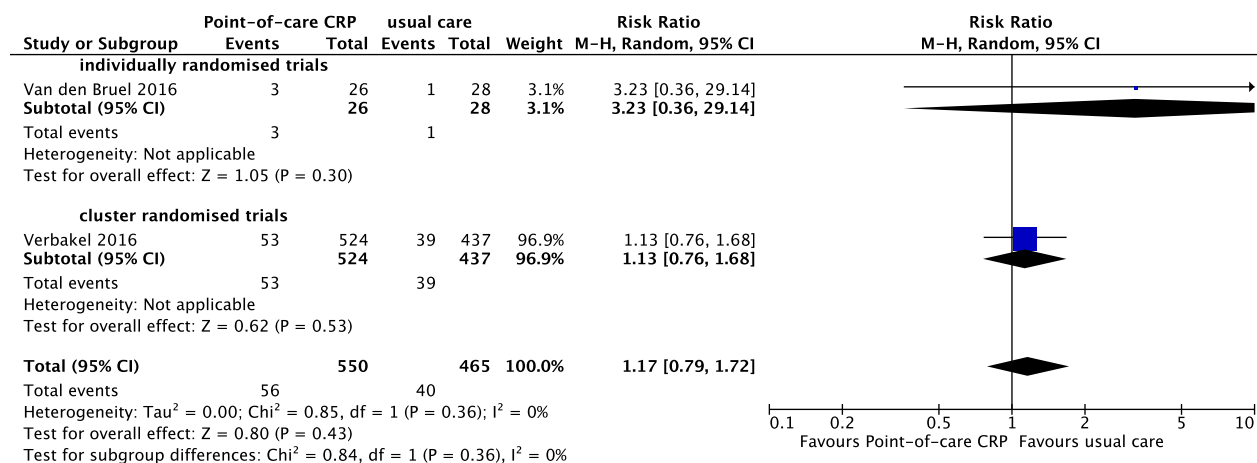 Point-of-care CRP usual care Risk Ratio Risk Ratio
Study or Subgroup Events Total Events Total Weight M-H, Random, 95% CI M-H, Random, 95% CI
individually randomised trials
Van den Bruel 2016 3 26 1 28 3.1% 3.23 [0.36, 29.14]
Subtotal (95% CI) 26 28 3.1% 3.23 [0.36, 29.14]
Total events 3 1
Heterogeneity: Not applicable
Test for overall effect: Z = 1.05 (P = 0.30)
cluster randomised trials
Verbakel 2016 53 524 39 437 96.9% 1.13 [0.76, 1.68]
Subtotal (95% CI) 524 437 96.9% 1.13 [0.76, 1.68]
Total events 53 39
Heterogeneity: Not applicable
Test for overall effect: Z = 0.62 (P = 0.53)
Total (95% CI) 550 465 100.0% 1.17 [0.79, 1.72]
Total events 56 40
Heterogeneity: Tau² = 0.00; Chi² = 0.85, df = 1 (P = 0.36); I² = 0%
Test for overall effect: Z = 0.80 (P = 0.43)
Test for subgroup differences: Chi² = 0.84, df = 1 (P = 0.36), I² = 0%
0.1 0.2 0.5 1 2 5 10
Favours Point-of-care CRP Favours usual care